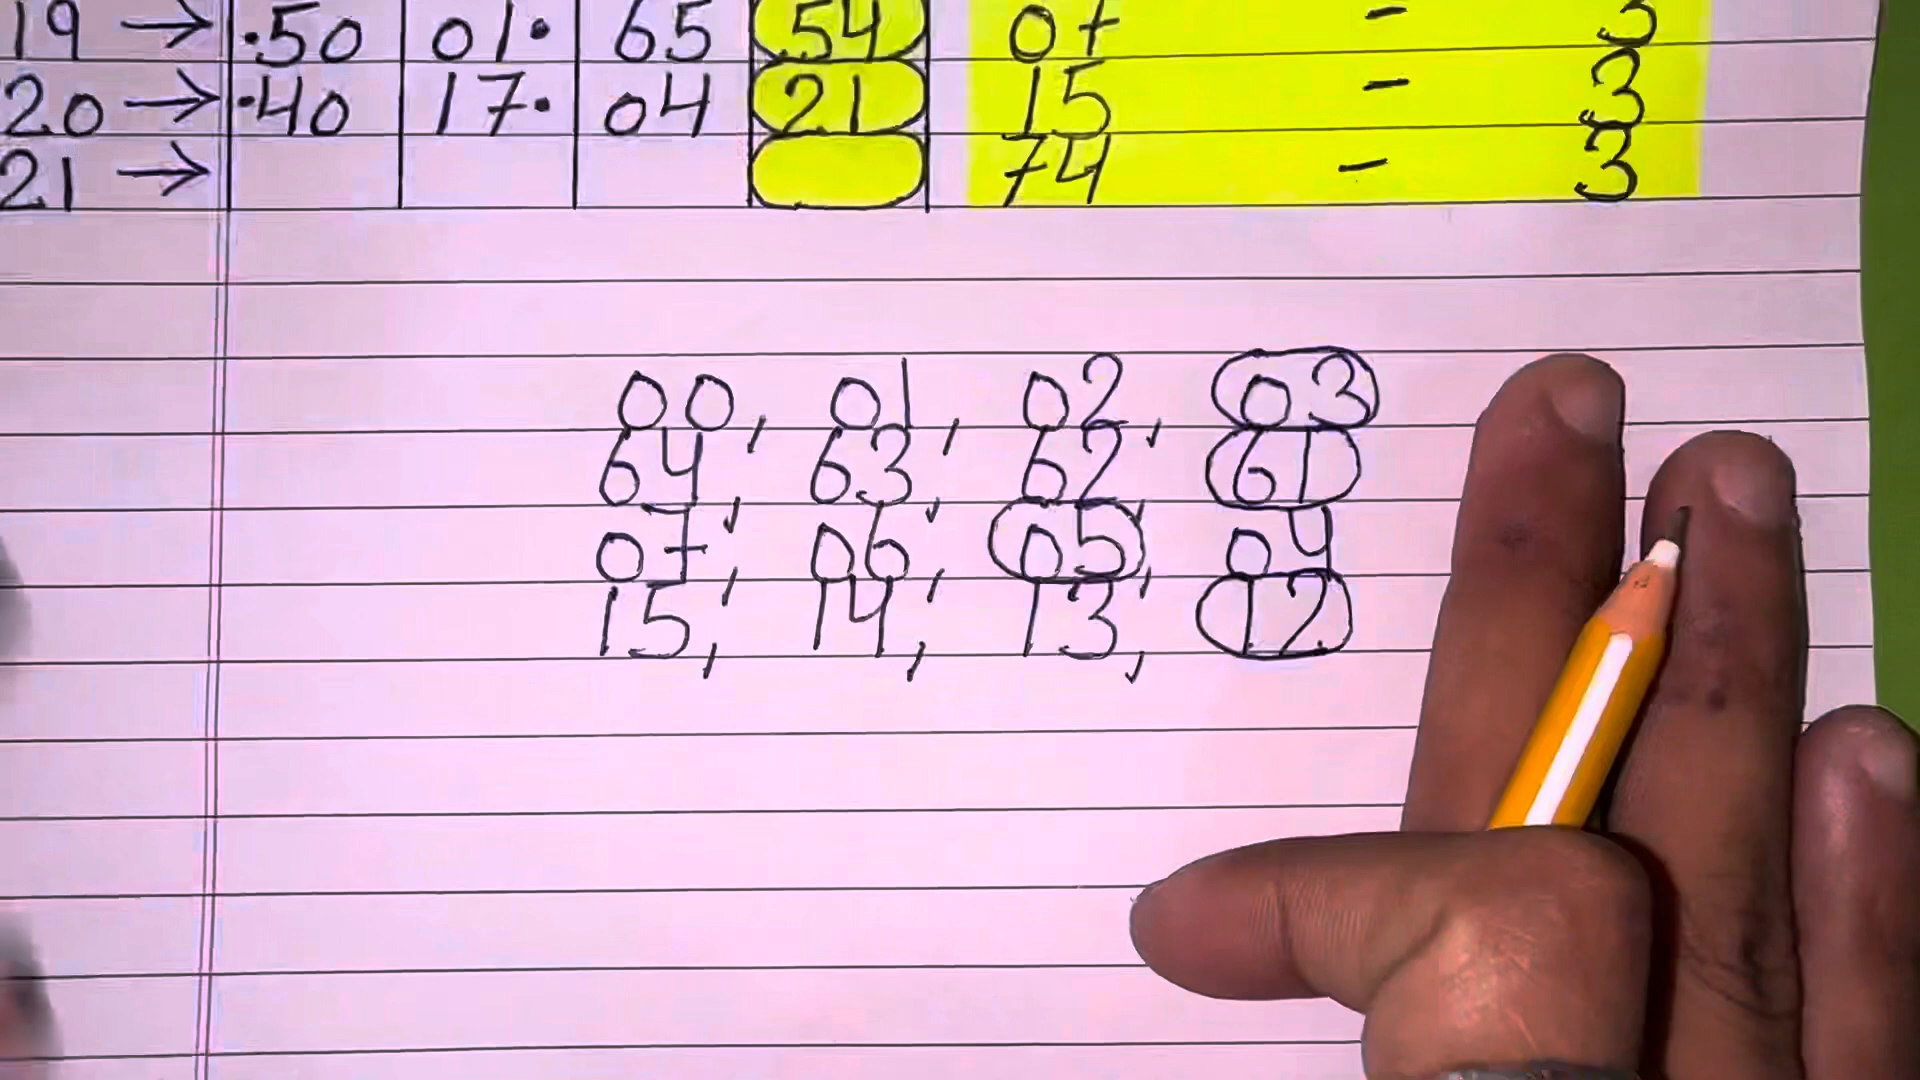 19 → .50 01. 65 54 07 - 3
20 → .40 17. 04 21 15 - 3
21 → 74 - 3
00, 01, 02, 03
64, 63, 62, 61
07, 06, 05, 04
15, 14, 13, 12